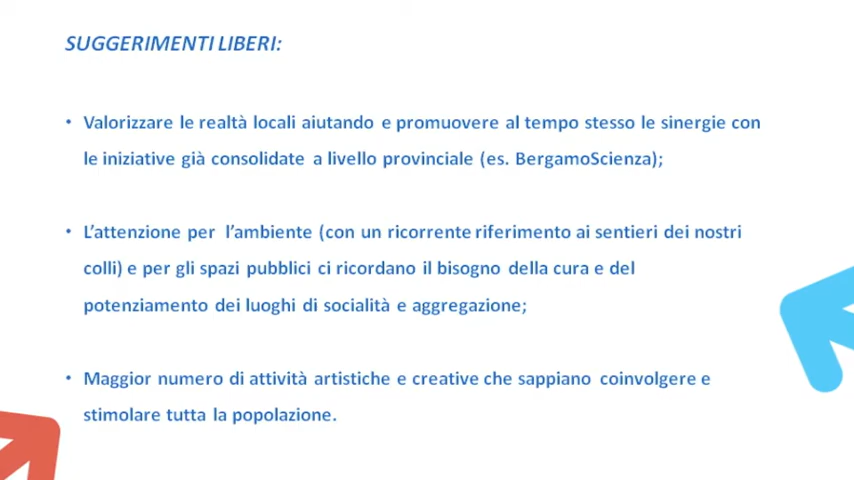 SUGGERIMENTI LIBERI:
• Valorizzare le realtà locali aiutando e promuovere al tempo stesso le sinergie con
le iniziative già consolidate a livello provinciale (es. BergamoScienza);
• L'attenzione per l'ambiente (con un ricorrente riferimento ai sentieri dei nostri
colli) e per gli spazi pubblici ci ricordano il bisogno della cura e del
potenziamento dei luoghi di socialità e aggregazione;
• Maggior numero di attività artistiche e creative che sappiano coinvolgere e
stimolare tutta la popolazione.